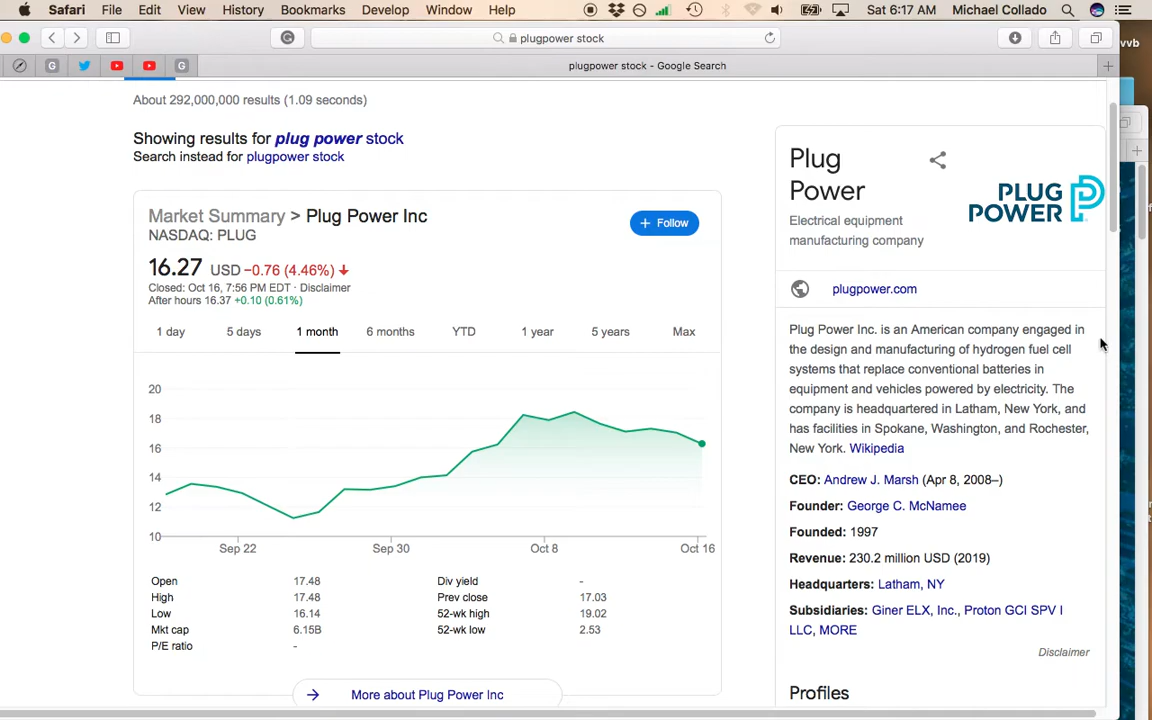 Safari File Edit View History Bookmarks Develop Window Help Sat 6:17 AM Michael Collado
plugpower stock
vvb
G G
plugpower stock - Google Search
About 292,000,000 results (1.09 seconds)
Showing results for plug power stock
Search instead for plugpower stock
Market Summary > Plug Power Inc
NASDAQ: PLUG
+ Follow
16.27 USD −0.76 (4.46%)
Closed: Oct 16, 7:56 PM EDT · Disclaimer
After hours 16.37 +0.10 (0.61%)
1 day 5 days 1 month 6 months YTD 1 year 5 years Max
20
18
16
14
12
10
Sep 22 Sep 30 Oct 8 Oct 16
Open 17.48 Div yield -
High 17.48 Prev close 17.03
Low 16.14 52-wk high 19.02
Mkt cap 6.15B 52-wk low 2.53
P/E ratio -
More about Plug Power Inc
Plug
Power
PLUG
POWER
Electrical equipment
manufacturing company
plugpower.com
Plug Power Inc. is an American company engaged in
the design and manufacturing of hydrogen fuel cell
systems that replace conventional batteries in
equipment and vehicles powered by electricity. The
company is headquartered in Latham, New York, and
has facilities in Spokane, Washington, and Rochester,
New York. Wikipedia
CEO: Andrew J. Marsh (Apr 8, 2008–)
Founder: George C. McNamee
Founded: 1997
Revenue: 230.2 million USD (2019)
Headquarters: Latham, NY
Subsidiaries: Giner ELX, Inc., Proton GCI SPV I
LLC, MORE
Disclaimer
Profiles